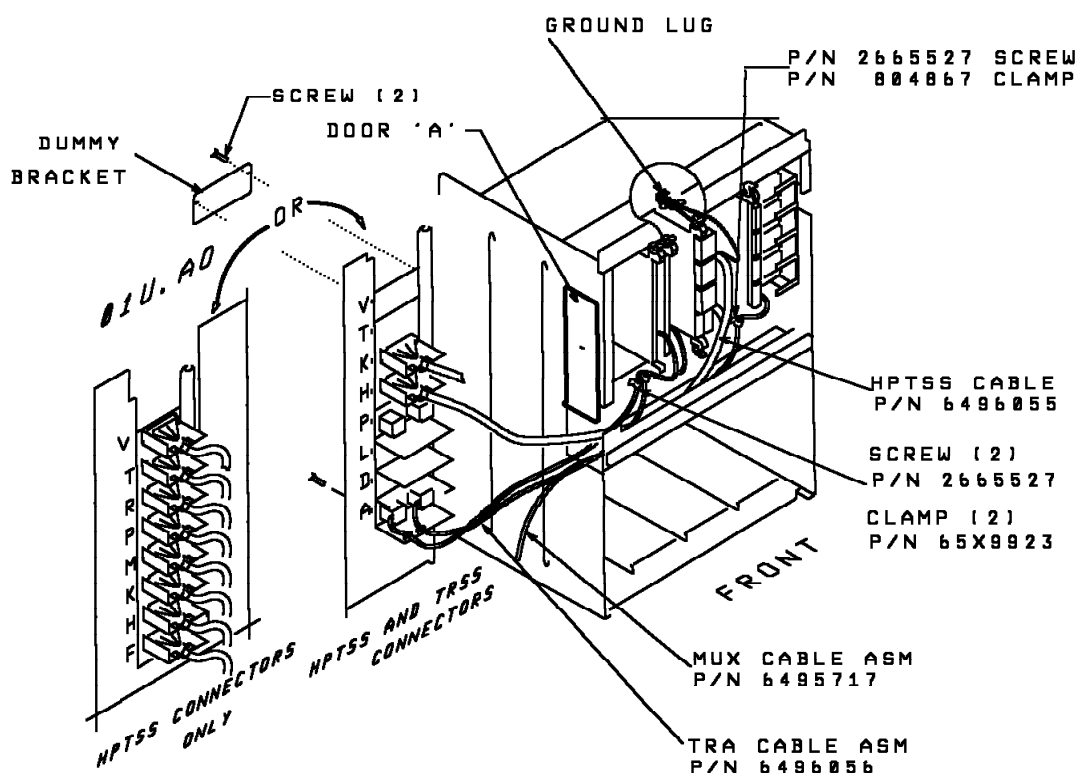 GROUND LUG
P/N 2665527 SCREW
P/N 804867 CLAMP
SCREW (2)
DOOR 'A'
DUMMY
BRACKET
OR
01U.A0
V
T
K
H
P
L
D
A
V
T
R
P
M
K
H
F
HPTSS CABLE
P/N 6496055
SCREW (2)
P/N 2665527
CLAMP (2)
P/N 65X9923
FRONT
HPTSS AND TRSS
CONNECTORS
HPTSS CONNECTORS
ONLY
MUX CABLE ASM
P/N 6495717
TRA CABLE ASM
P/N 6496056